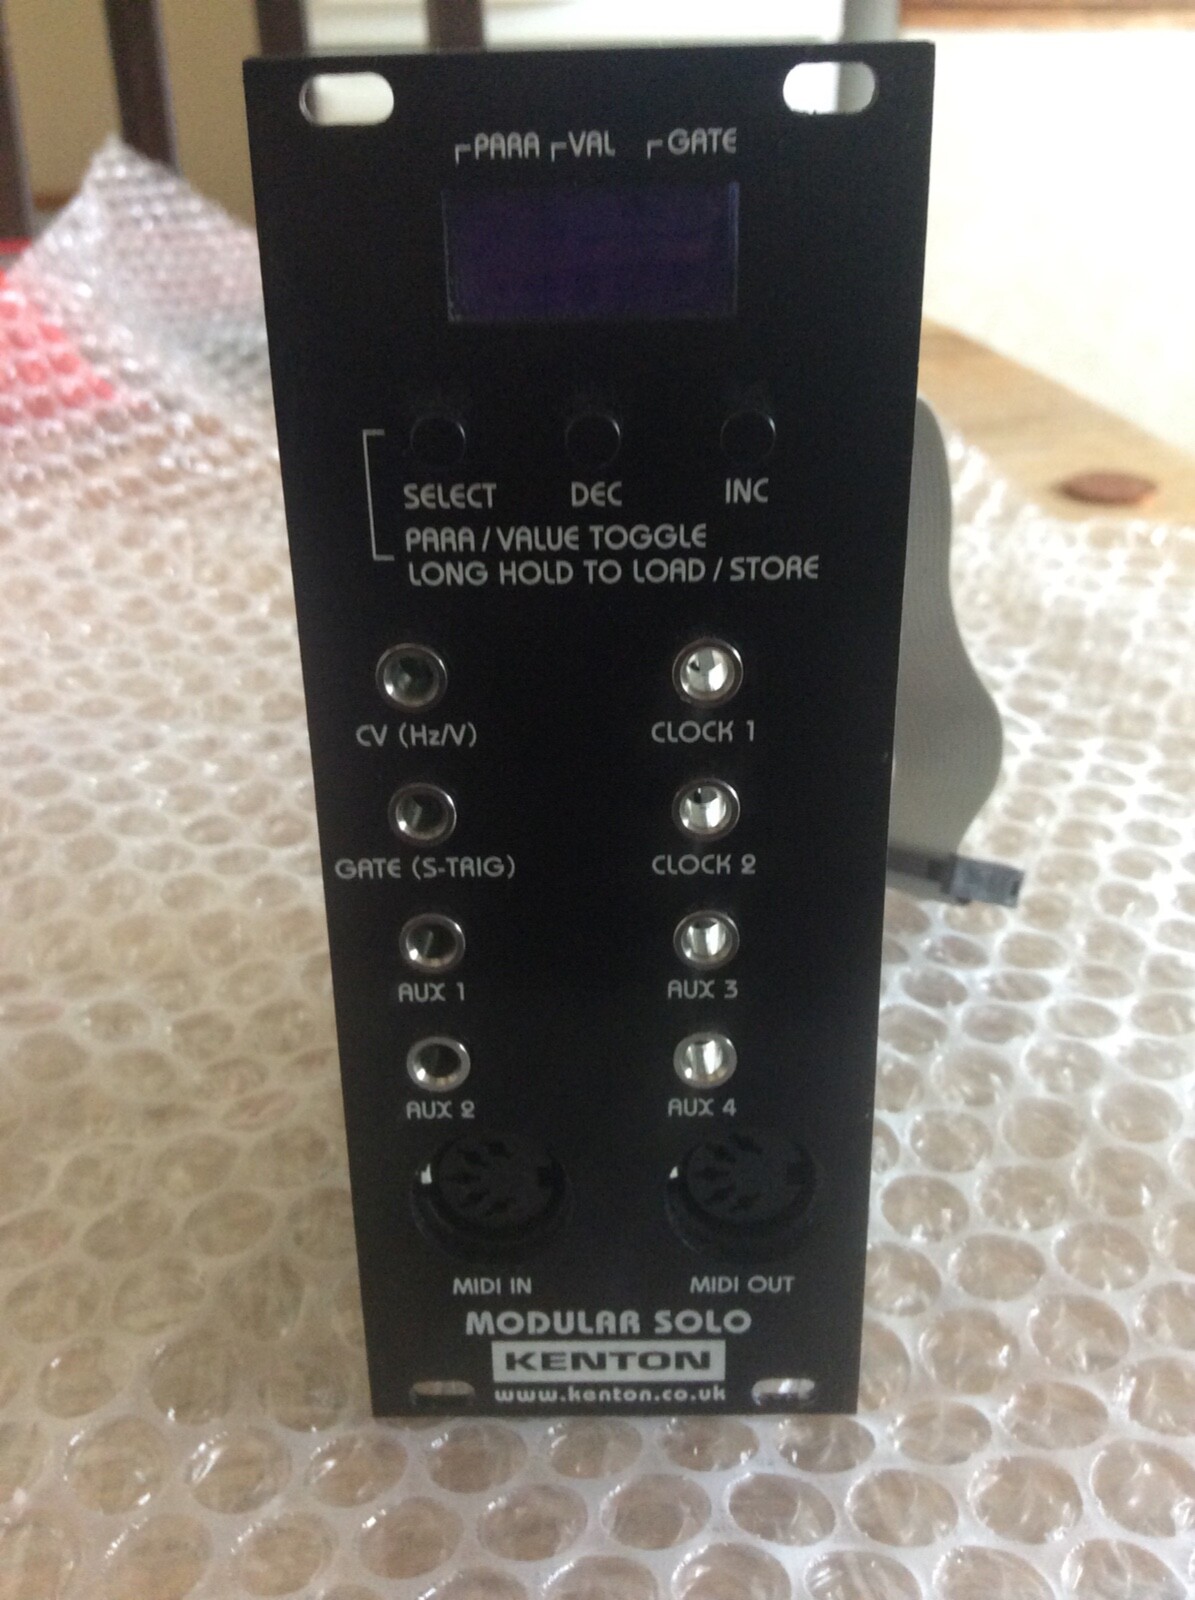 PARA VAL GATE
SELECT DEC INC
PARA / VALUE TOGGLE
LONG HOLD TO LOAD / STORE
CV (Hz/V) CLOCK 1
GATE (S-TRIG) CLOCK 2
AUX 1 AUX 3
AUX 2 AUX 4
MIDI IN MIDI OUT
MODULAR SOLO
KENTON
www.kenton.co.uk